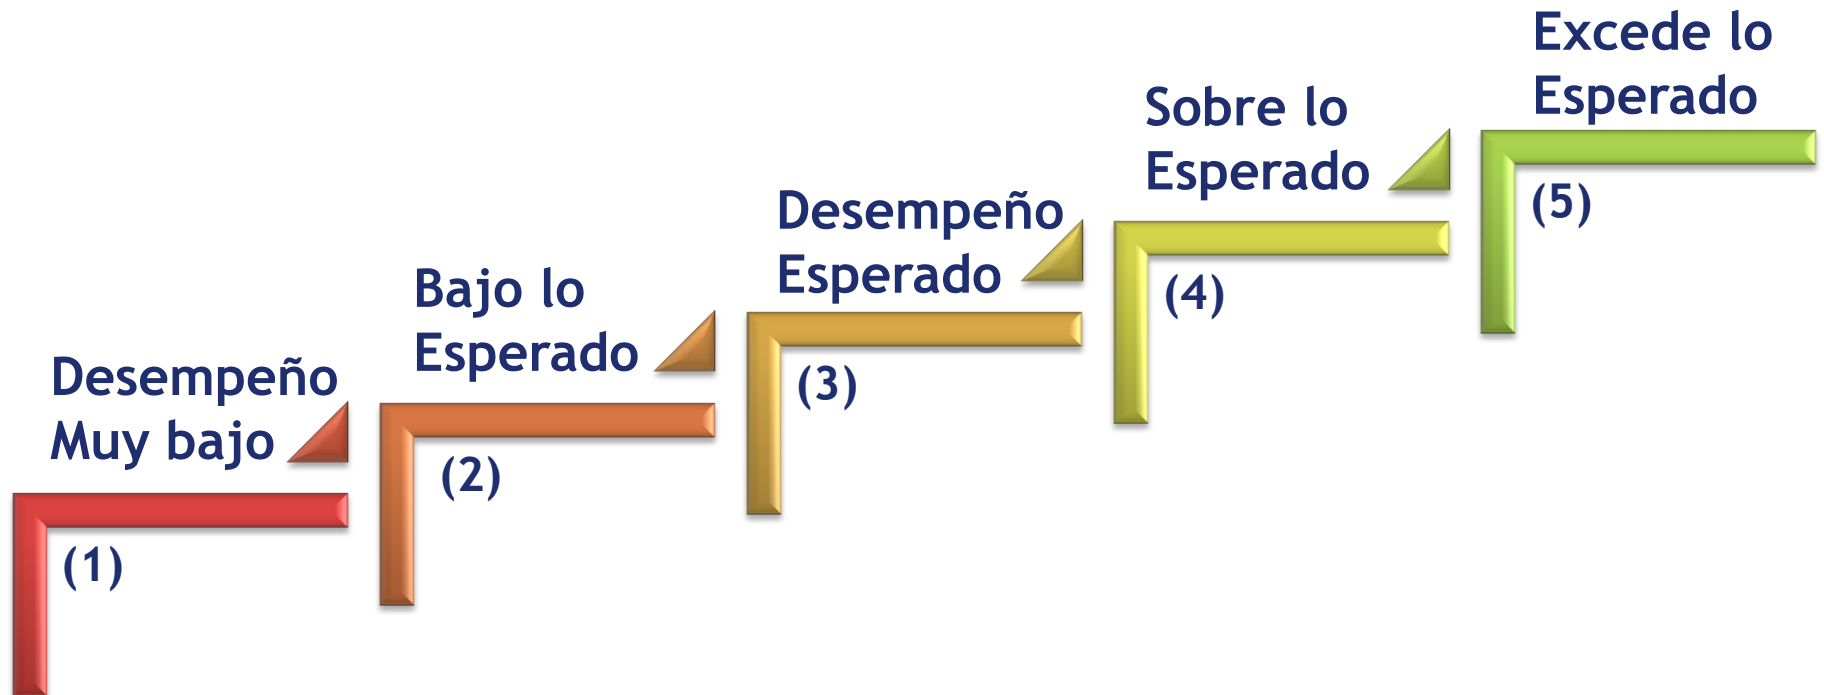 Desempeño
Muy bajo
(1)
Bajo lo
Esperado
(2)
Desempeño
Esperado
(3)
Sobre lo
Esperado
(4)
Excede lo
Esperado
(5)